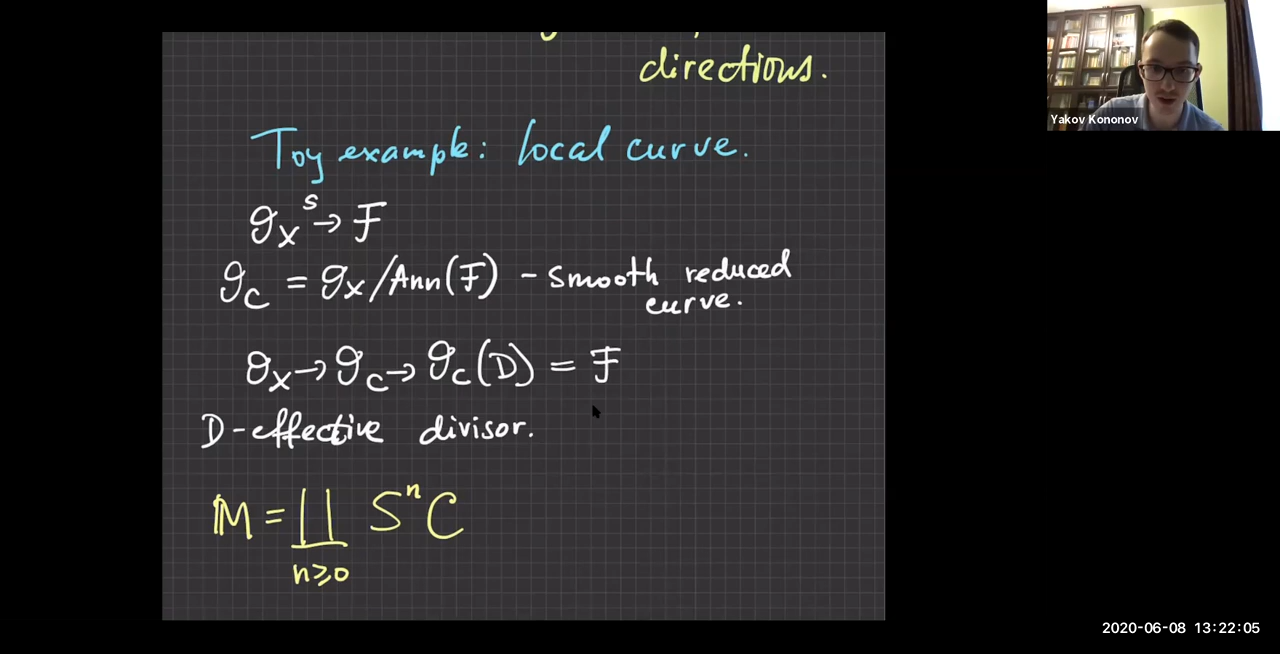 directions.
Toy example: local curve.
𝒪_X →^s ℱ
𝒪_C = 𝒪_X/Ann(ℱ) - smooth reduced
curve.
𝒪_X → 𝒪_C → 𝒪_C(D) = ℱ
D-effective divisor.
M = ∐ S^n C
n≥0
Yakov Kononov
2020-06-08 13:22:05